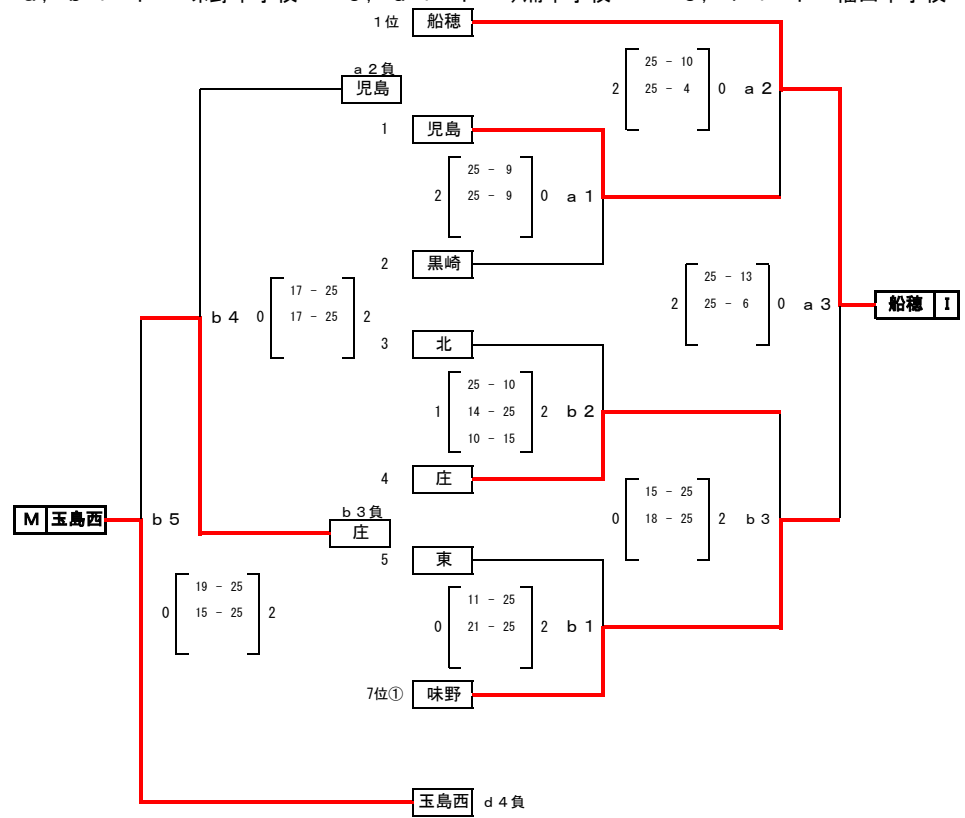 1位 船穂
25 - 10
2 25 - 4 0 a2
a2負
児島
1 児島
25 - 9
2 25 - 9 0 a1
2 黒崎
25 - 13
2 25 - 6 0 a3
船穂 I
17 - 25
b4 0 17 - 25 2
3 北
25 - 10
1 14 - 25 2 b2
10 - 15
4 庄
15 - 25
0 18 - 25 2 b3
M 玉島西 b5
b3負
庄
5 東
19 - 25
0 15 - 25 2
11 - 25
0 21 - 25 2 b1
7位① 味野
玉島西 d4負